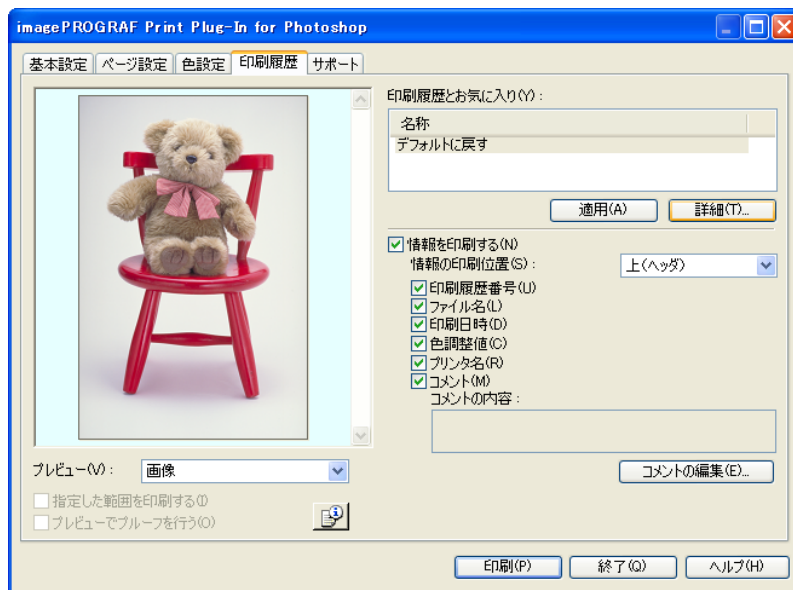 imagePROGRAF Print Plug-In for Photoshop
基本設定 ページ設定 色設定 印刷履歴 サポート
印刷履歴とお気に入り(Y) :
名称
デフォルトに戻す
適用(A) 詳細(T)...
情報を印刷する(N)
情報の印刷位置(S) : 上(ヘッダ)
印刷履歴番号(U)
ファイル名(L)
印刷日時(D)
色調整値(C)
プリンタ名(R)
コメント(M)
コメントの内容 :
プレビュー(V) : 画像
コメントの編集(E)...
指定した範囲を印刷する(I)
プレビューでプルーフを行う(O)
印刷(P) 終了(Q) ヘルプ(H)